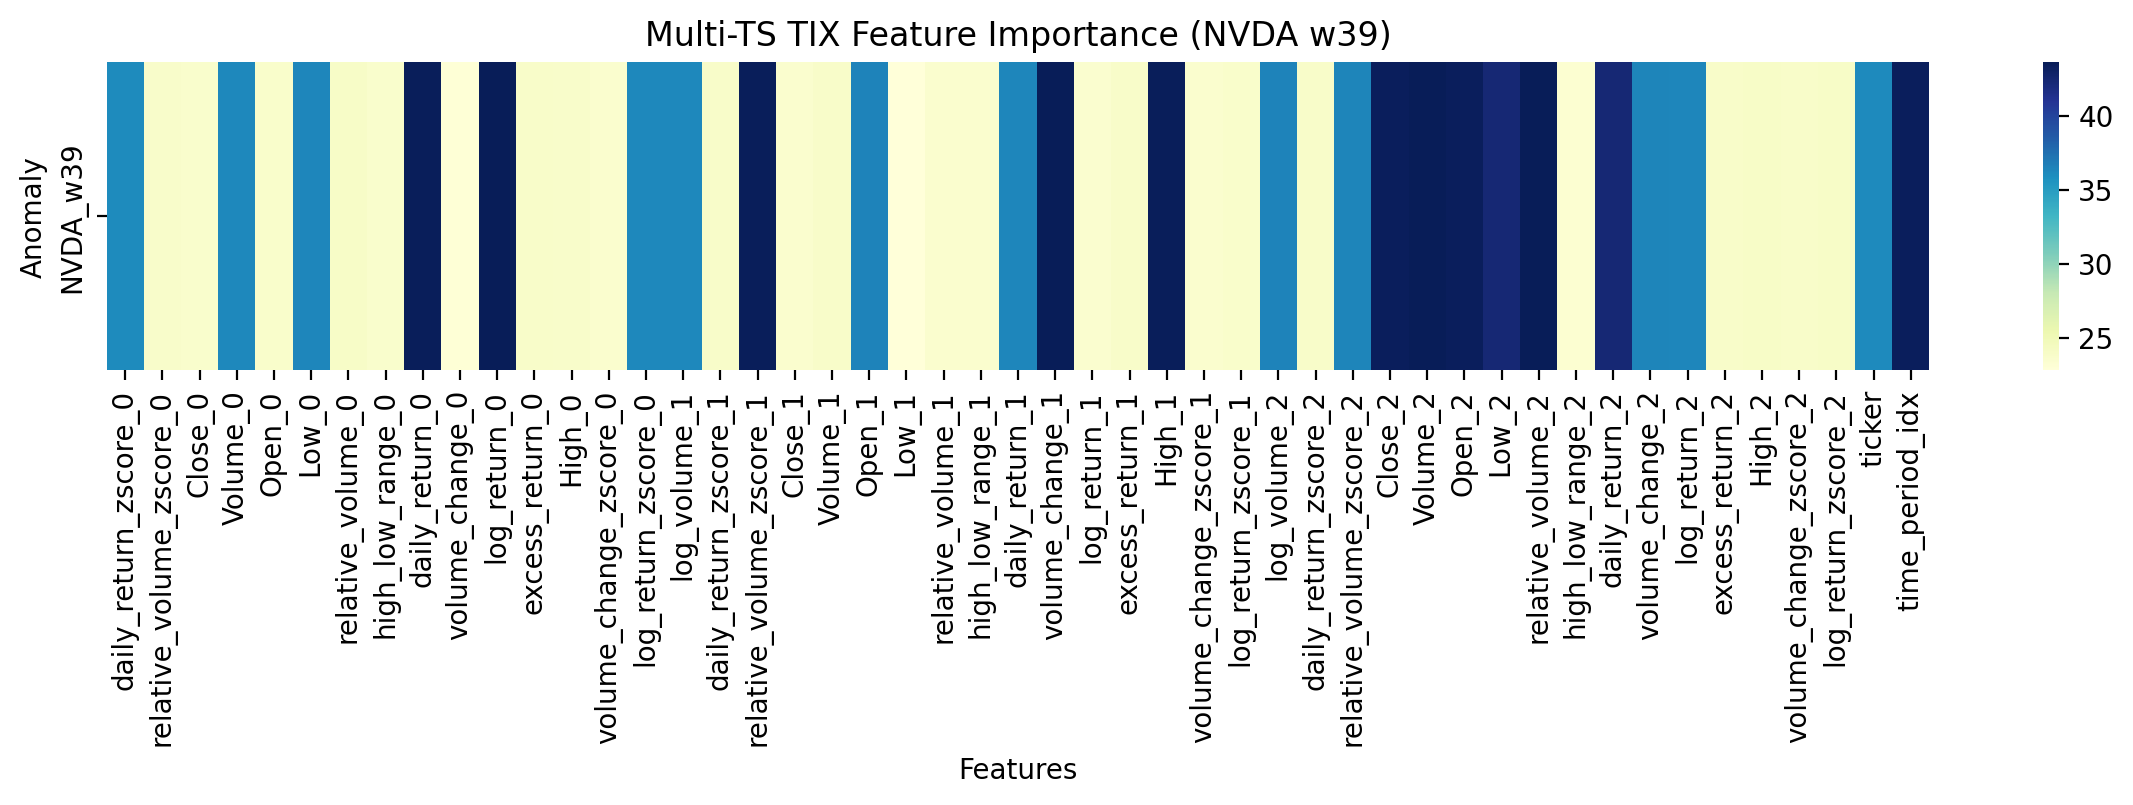 Multi-TS TIX Feature Importance (NVDA w39)
Anomaly
NVDA_w39
40
35
30
25
daily_return_zscore_0
relative_volume_zscore_0
Close_0
Volume_0
Open_0
Low_0
relative_volume_0
high_low_range_0
daily_return_0
volume_change_0
log_return_0
excess_return_0
High_0
volume_change_zscore_0
log_return_zscore_0
log_volume_1
daily_return_zscore_1
relative_volume_zscore_1
Close_1
Volume_1
Open_1
Low_1
relative_volume_1
high_low_range_1
daily_return_1
volume_change_1
log_return_1
excess_return_1
High_1
volume_change_zscore_1
log_return_zscore_1
log_volume_2
daily_return_zscore_2
relative_volume_zscore_2
Close_2
Volume_2
Open_2
Low_2
relative_volume_2
high_low_range_2
daily_return_2
volume_change_2
log_return_2
excess_return_2
High_2
volume_change_zscore_2
log_return_zscore_2
ticker
time_period_idx
Features